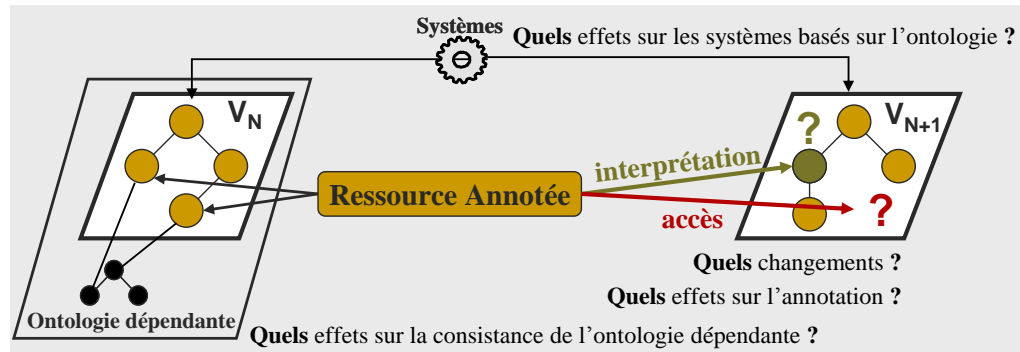 Systèmes
Quels effets sur les systèmes basés sur l'ontologie ?
V_N
?
V_{N+1}
interprétation
Ressource Annotée
accès
?
Quels changements ?
Quels effets sur l'annotation ?
Ontologie dépendante
Quels effets sur la consistance de l'ontologie dépendante ?